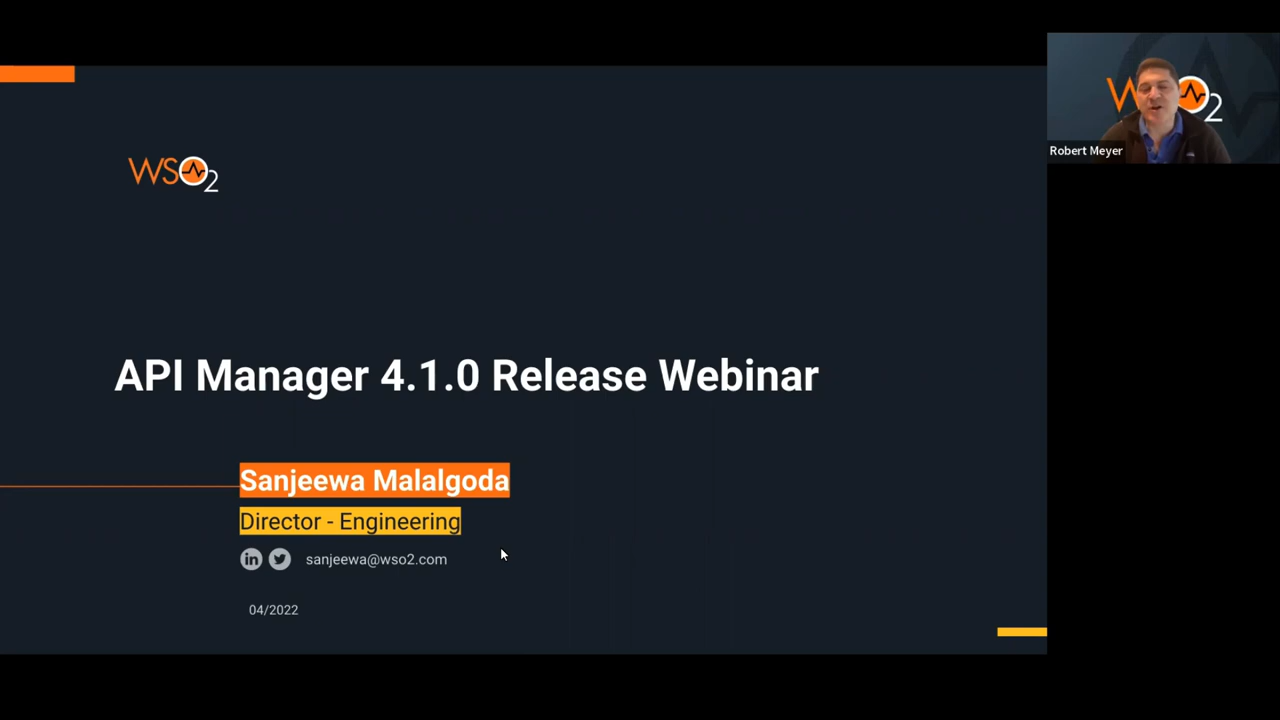 WSO2
API Manager 4.1.0 Release Webinar
Sanjeewa Malalgoda
Director - Engineering
in
sanjeewa@wso2.com
04/2022
WSO2
Robert Meyer